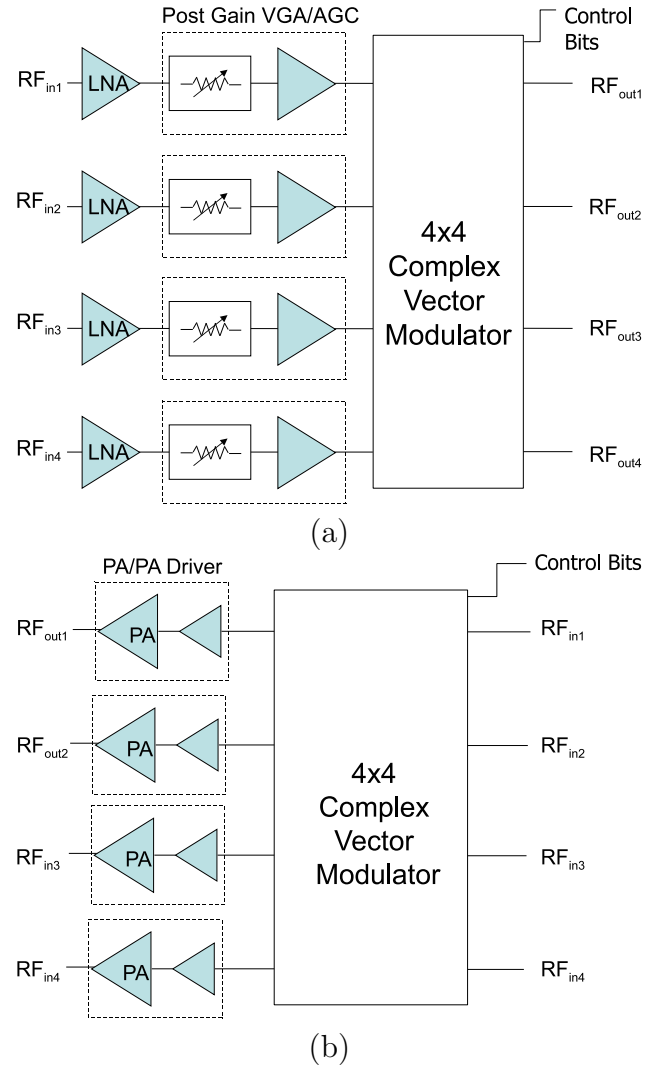 Post Gain VGA/AGC
Control
Bits
RFin1
LNA
RFout1
RFin2
LNA
RFout2
4x4
Complex
Vector
Modulator
RFin3
LNA
RFout3
RFin4
LNA
RFout4
(a)
PA/PA Driver
Control Bits
RFout1
PA
RFin1
RFout2
PA
RFin2
4x4
Complex
Vector
Modulator
RFin3
PA
RFin3
RFin4
PA
RFin4
(b)